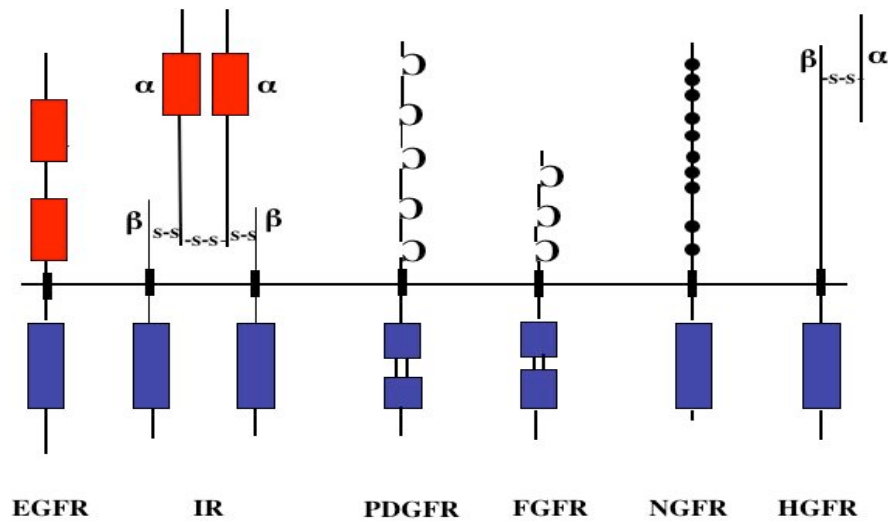 β α
-s-s-
α α
β β
s-s -s-s- s-s
EGFR IR PDGFR FGFR NGFR HGFR